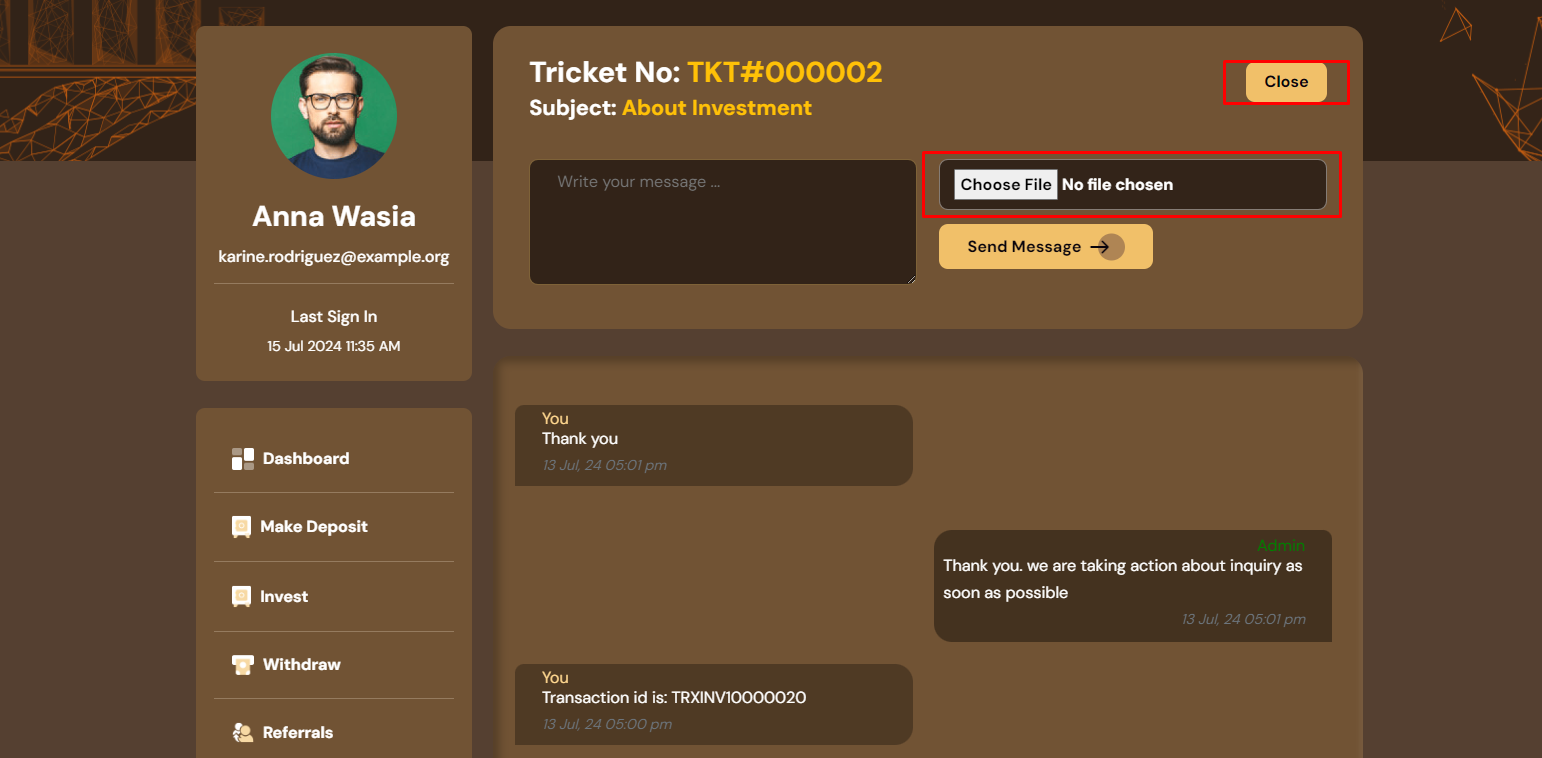 Anna Wasia
karine.rodriguez@example.org
Last Sign In
15 Jul 2024 11:35 AM
Dashboard
Make Deposit
Invest
Withdraw
Referrals
Tricket No: TKT#000002
Close
Subject: About Investment
Write your message ...
Choose File No file chosen
Send Message
You
Thank you
13 Jul, 24 05:01 pm
Admin
Thank you. we are taking action about inquiry as
soon as possible
13 Jul, 24 05:01 pm
You
Transaction id is: TRXINV10000020
13 Jul, 24 05:00 pm